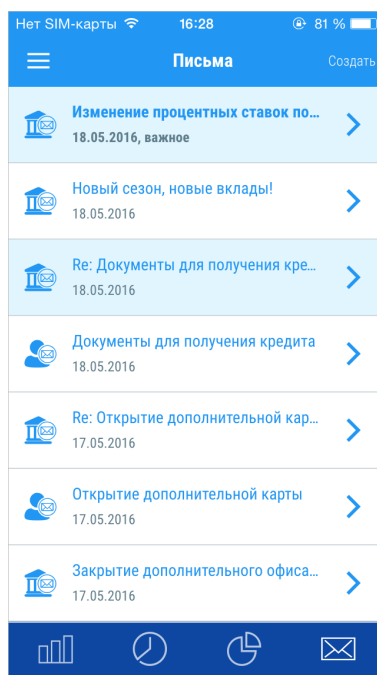 Нет SIM-карты 16:28 81 %
Письма Создать
Изменение процентных ставок по...
18.05.2016, важное
Новый сезон, новые вклады!
18.05.2016
Re: Документы для получения кре...
18.05.2016
Документы для получения кредита
18.05.2016
Re: Открытие дополнительной кар...
17.05.2016
Открытие дополнительной карты
17.05.2016
Закрытие дополнительного офиса...
17.05.2016